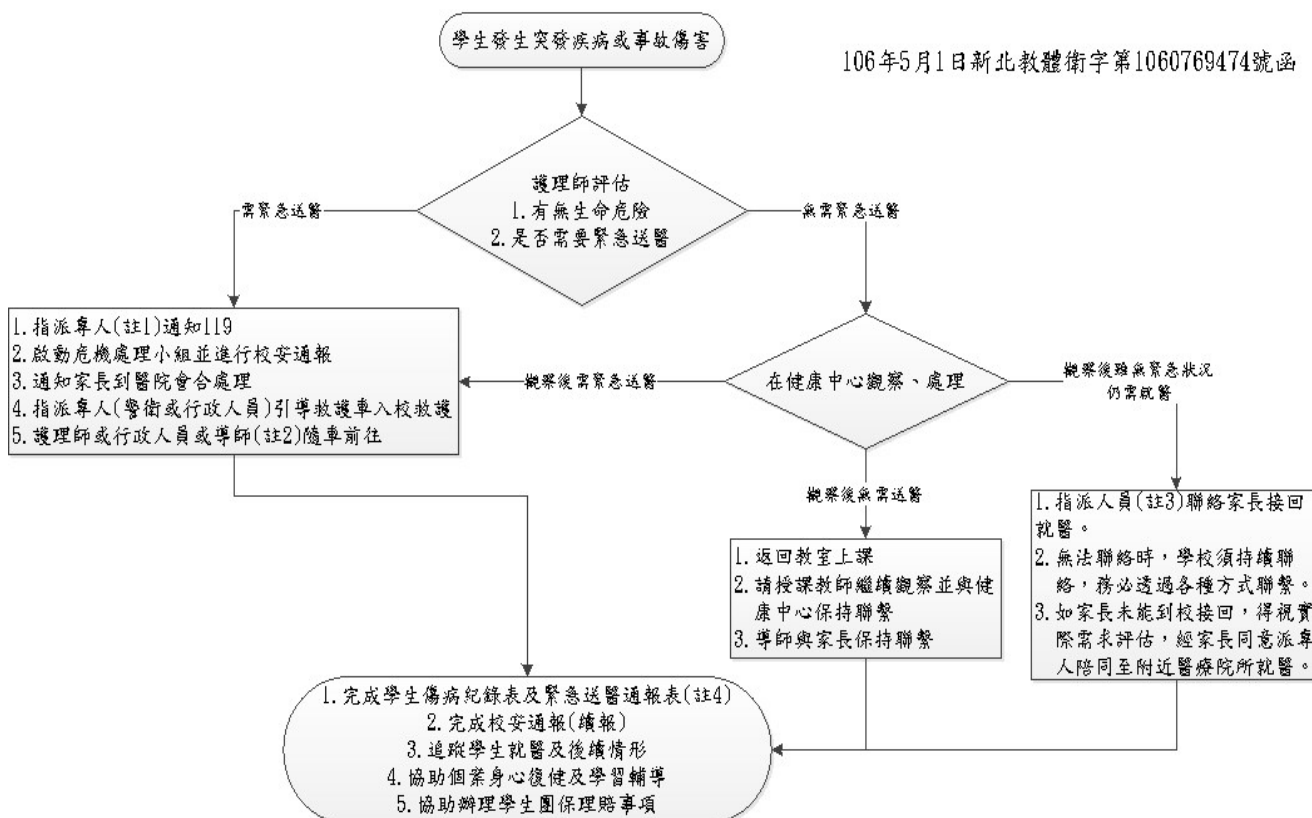 學生發生突發疾病或事故傷害
106年5月1日新北教體衛字第1060769474號函
護理師評估
1.有無生命危險
2.是否需要緊急送醫
需緊急送醫
無需緊急送醫
1.指派專人(註1)通知119
2.啟動危機處理小組並進行校安通報
3.通知家長到醫院會合處理
4.指派專人(警衛或行政人員)引導救護車入校救護
5.護理師或行政人員或導師(註2)隨車前往
觀察後需緊急送醫
在健康中心觀察、處理
觀察後雖無緊急狀況
仍需就醫
觀察後無需送醫
1.返回教室上課
2.請授課教師繼續觀察並與健
康中心保持聯繫
3.導師與家長保持聯繫
1.指派人員(註3)聯絡家長接回
就醫。
2.無法聯絡時，學校須持續聯
絡，務必透過各種方式聯繫。
3.如家長未能到校接回，得視實
際需求評估，經家長同意派專
人陪同至附近醫療院所就醫。
1.完成學生傷病紀錄表及緊急送醫通報表(註4)
2.完成校安通報(續報)
3.追蹤學生就醫及後續情形
4.協助個案身心復健及學習輔導
5.協助辦理學生團保理賠事項